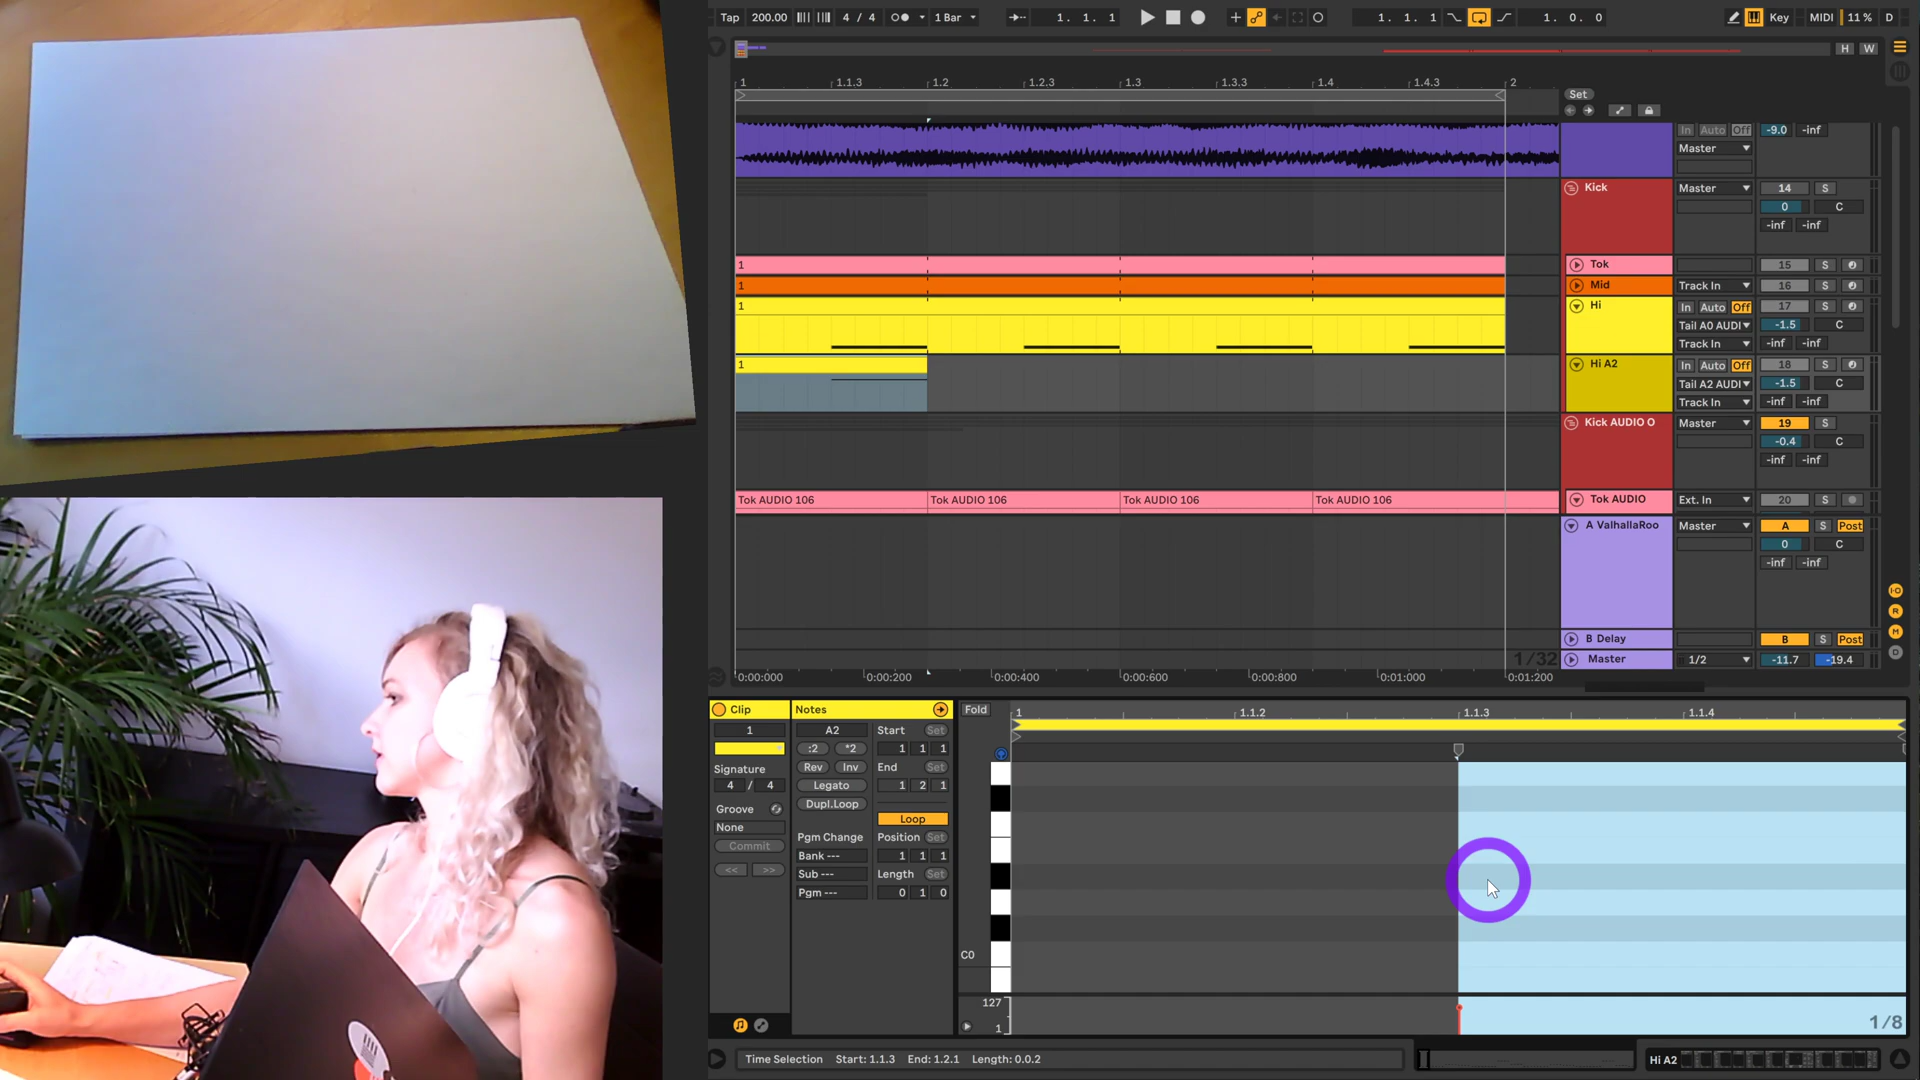 Tap 200.00 4 / 4 1 Bar 1. 1. 1 1. 1. 1 1. 0. 0 Key MIDI 11 % D
H W
1 1.1.3 1.2 1.2.3 1.3 1.3.3 1.4 1.4.3 2
Set
In Auto Off -9.0 -inf
Master
Kick Master 14 S
0 C
-inf -inf
1 Tok 15 S
1 Mid Track In 16 S
1 Hi In Auto Off 17 S
Tail A0 AUDI -1.5 C
Track In -inf -inf
1 Hi A2 In Auto Off 18 S
Tail A2 AUDI -1.5 C
Track In -inf -inf
Kick AUDIO O Master 19 S
-0.4 C
-inf -inf
Tok AUDIO 106 Tok AUDIO 106 Tok AUDIO 106 Tok AUDIO 106 Tok AUDIO Ext. In 20 S
A ValhallaRoo Master A S Post
0 C
-inf -inf
B Delay B S Post
1/32 Master 1/2 -11.7 -19.4
0:00:000 0:00:200 0:00:400 0:00:600 0:00:800 0:01:000 0:01:200
Clip Notes Fold 1 1.1.2 1.1.3 1.1.4
1 A2 Start Set
:2 *2 1 1 1
Signature Rev Inv End Set
4 / 4 Legato 1 2 1
Groove Dupl.Loop
None Loop
Commit Pgm Change Position Set
Bank --- 1 1 1
<< >> Sub --- Length Set
Pgm --- 0 1 0
C0
127
1 1/8
Time Selection Start: 1.1.3 End: 1.2.1 Length: 0.0.2 Hi A2